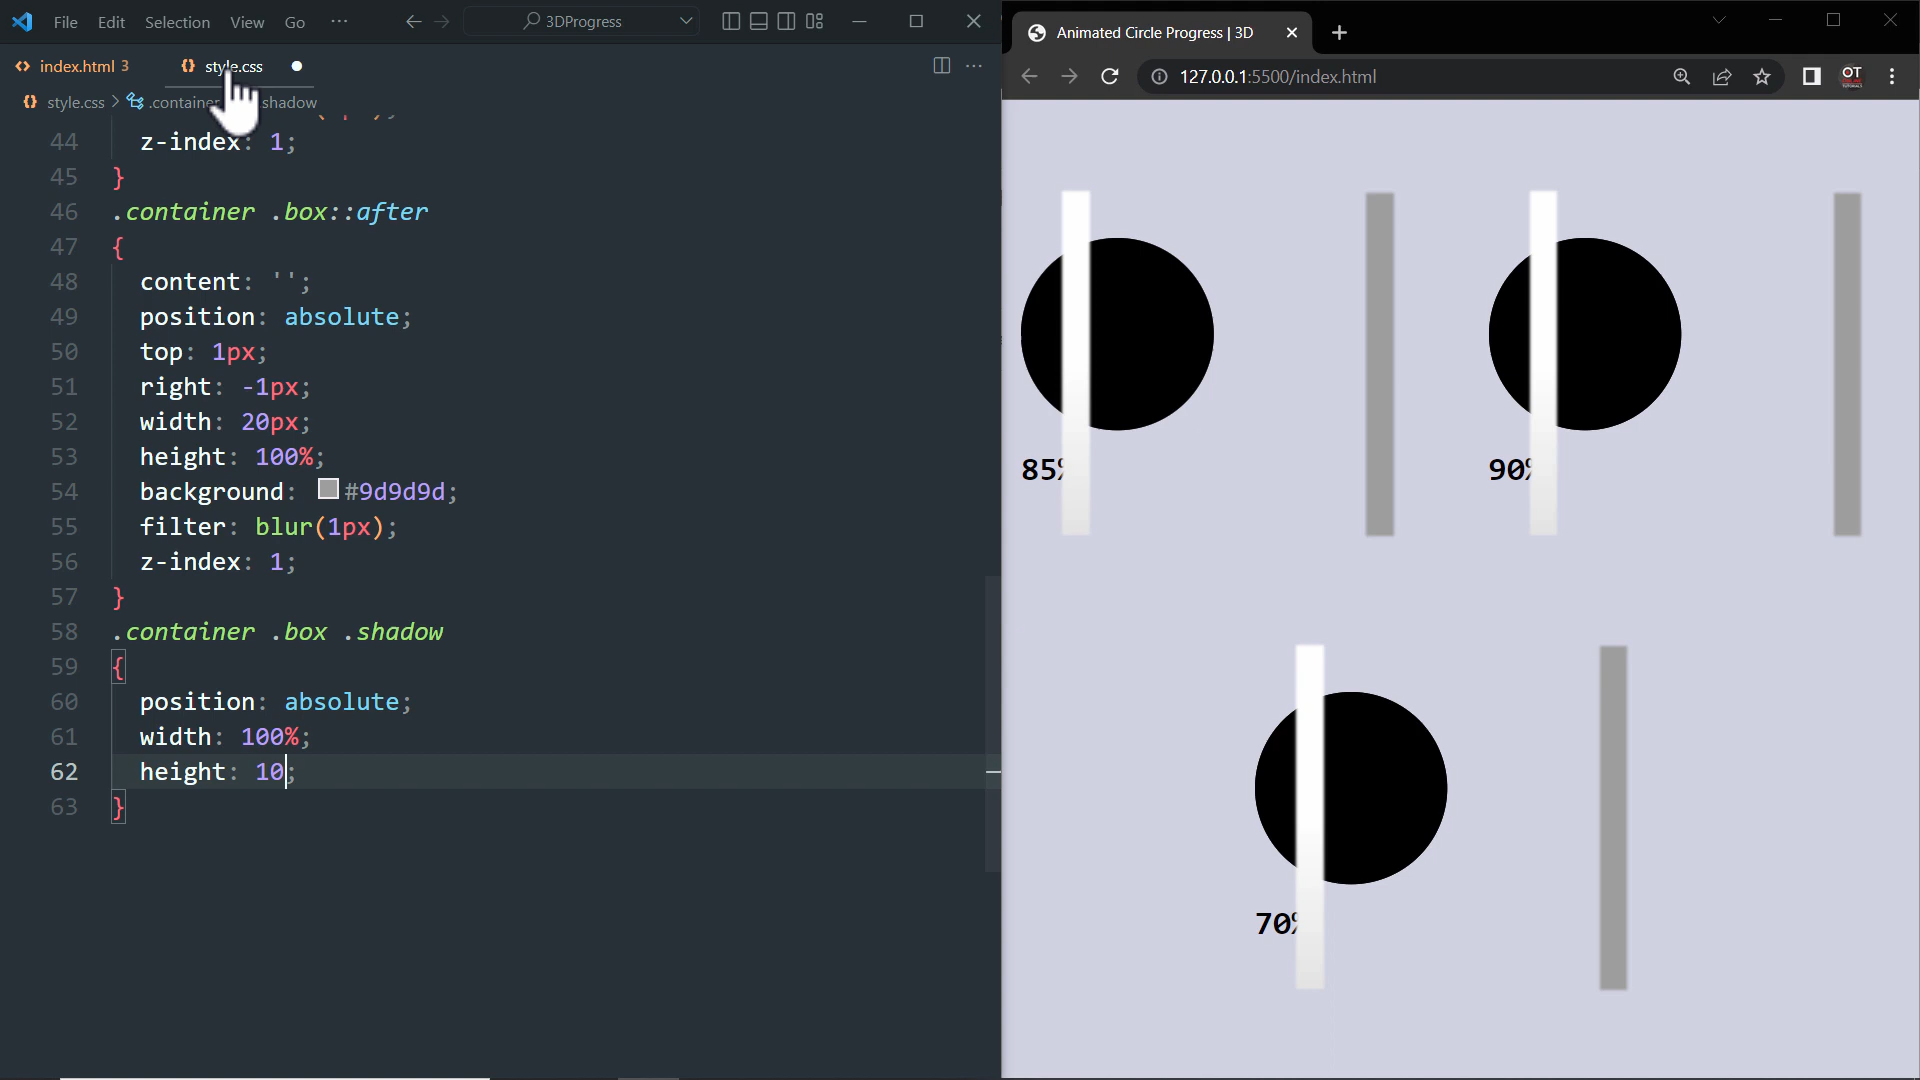 File Edit Selection View Go ··· 3DProgress
index.html 3 style.css
style.css > .container shadow
44 z-index: 1;
45 }
46 .container .box::after
47 {
48 content: '';
49 position: absolute;
50 top: 1px;
51 right: -1px;
52 width: 20px;
53 height: 100%;
54 background: #9d9d9d;
55 filter: blur(1px);
56 z-index: 1;
57 }
58 .container .box .shadow
59 {
60 position: absolute;
61 width: 100%;
62 height: 10;
63 }
Animated Circle Progress | 3D
127.0.0.1:5500/index.html
OT
85%
90%
70%